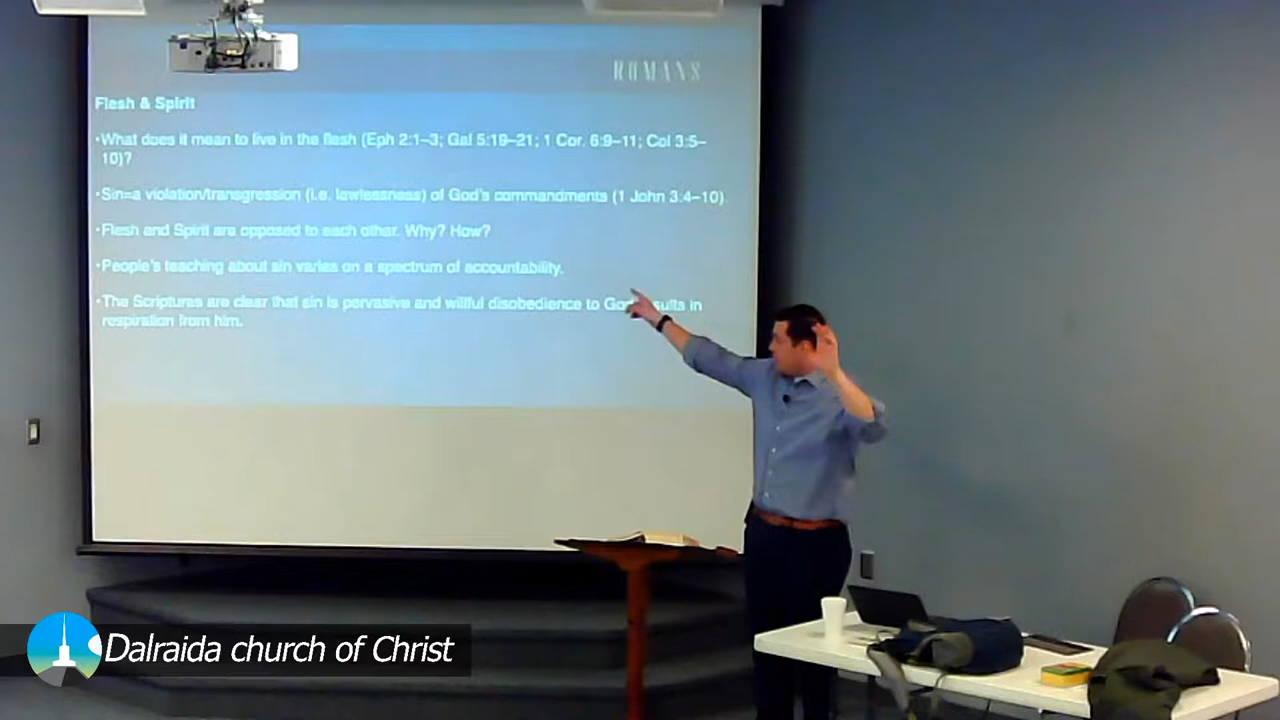 ROMANS
Flesh & Spirit
•What does it mean to live in the flesh (Eph 2:1–3; Gal 5:19–21; 1 Cor. 6:9–11; Col 3:5–
10)?
•Sin=a violation/transgression (i.e. lawlessness) of God's commandments (1 John 3:4–10)
•Flesh and Spirit are opposed to each other. Why? How?
•People's teaching about sin varies on a spectrum of accountability.
•The Scriptures are clear that sin is pervasive and willful disobedience to in
from him.
Dalraida church of Christ